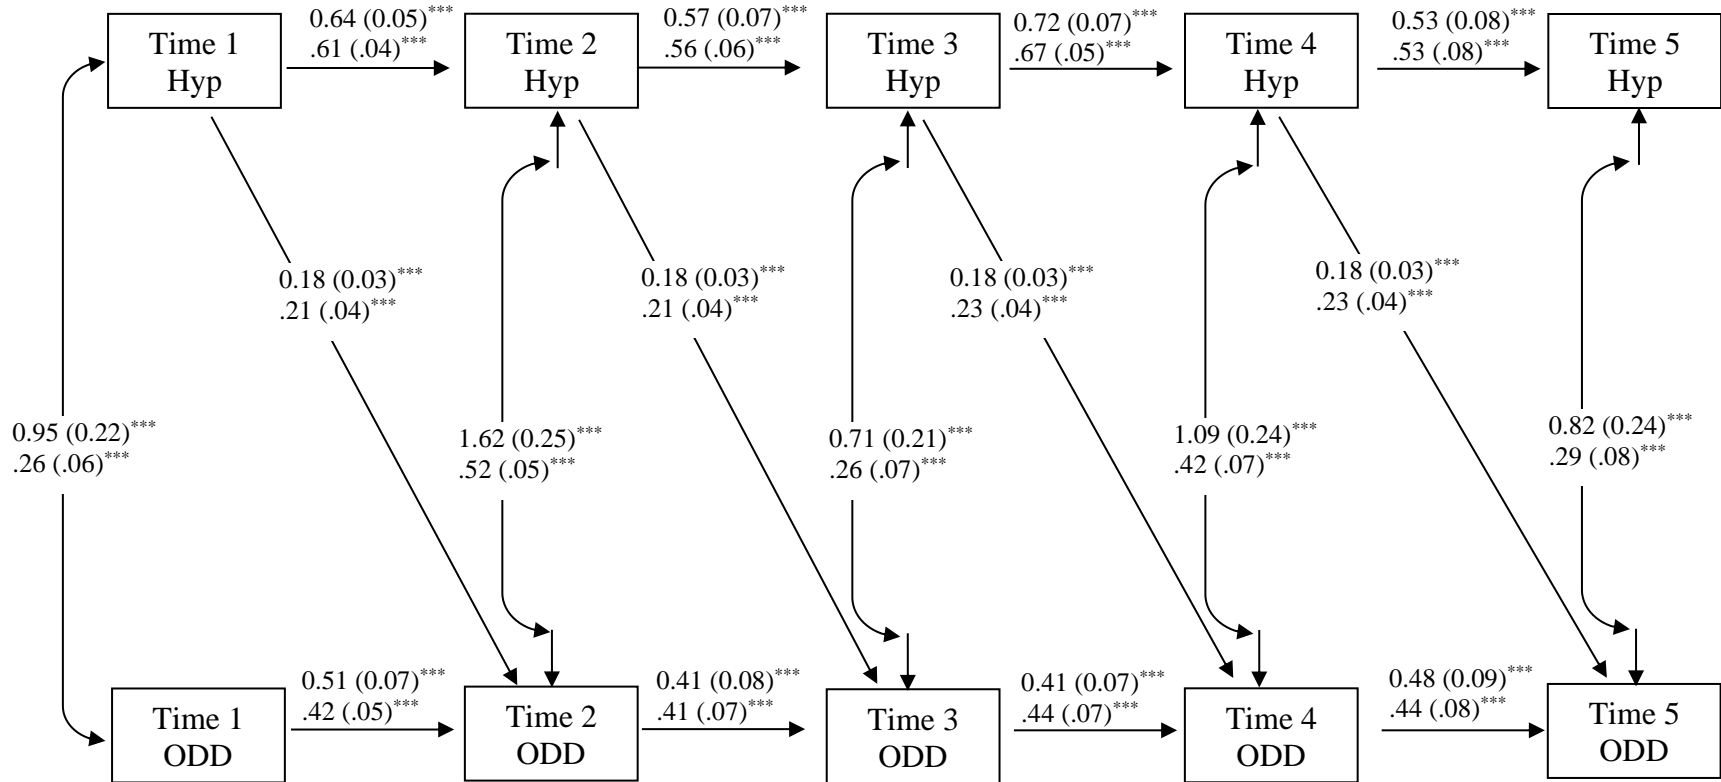 0.64 (0.05)***
.61 (.04)***
0.57 (0.07)***
.56 (.06)***
0.72 (0.07)***
.67 (.05)***
0.53 (0.08)***
.53 (.08)***
Time 1
Hyp
Time 2
Hyp
Time 3
Hyp
Time 4
Hyp
Time 5
Hyp
0.18 (0.03)***
.21 (.04)***
0.18 (0.03)***
.21 (.04)***
0.18 (0.03)***
.23 (.04)***
0.18 (0.03)***
.23 (.04)***
0.95 (0.22)***
.26 (.06)***
1.62 (0.25)***
.52 (.05)***
0.71 (0.21)***
.26 (.07)***
1.09 (0.24)***
.42 (.07)***
0.82 (0.24)***
.29 (.08)***
0.51 (0.07)***
.42 (.05)***
0.41 (0.08)***
.41 (.07)***
0.41 (0.07)***
.44 (.07)***
0.48 (0.09)***
.44 (.08)***
Time 1
ODD
Time 2
ODD
Time 3
ODD
Time 4
ODD
Time 5
ODD